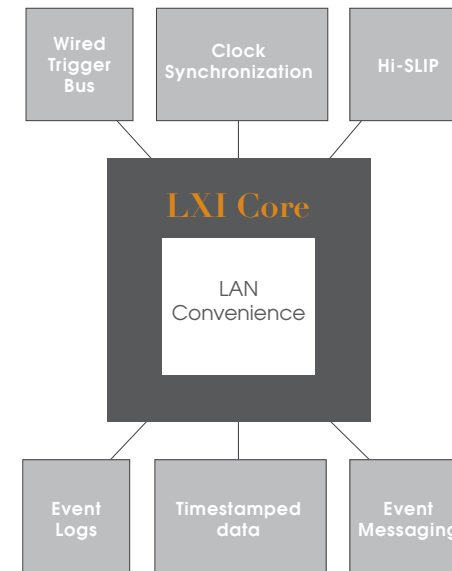 Wired
Trigger
Bus
Clock
Synchronization
Hi-SLIP
LXI Core
LAN
Convenience
Event
Logs
Timestamped
data
Event
Messaging